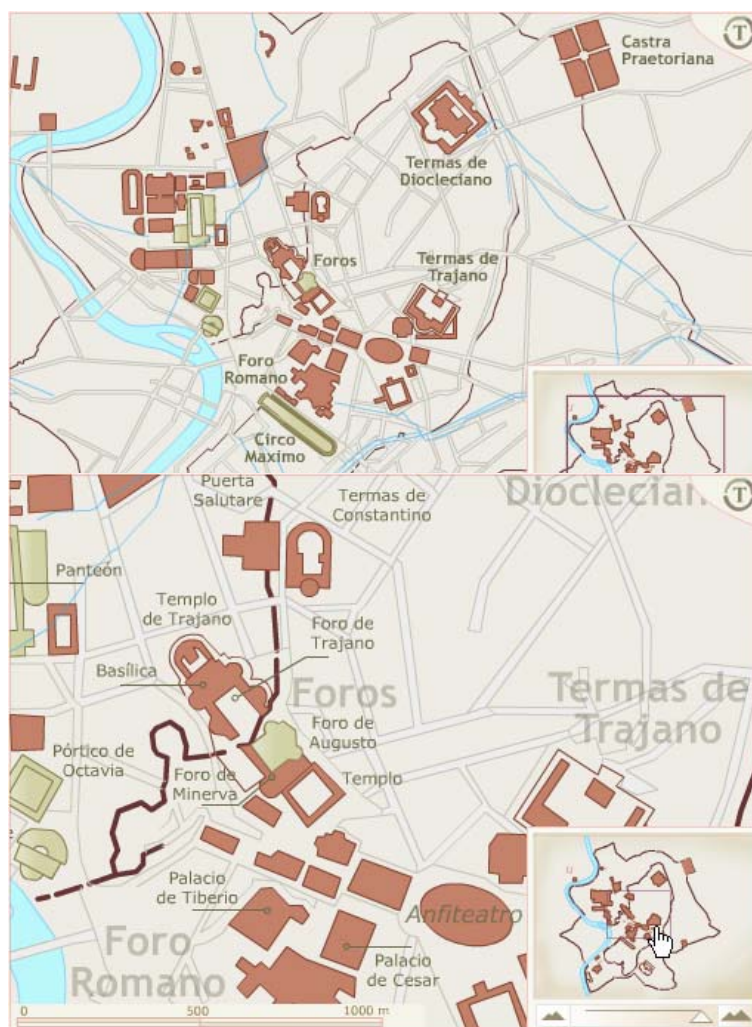 T
Castra
Praetoriana
Termas de
Diocleciano
Foros
Termas de
Trajano
Foro
Romano
Circo
Maximo
Puerta
Salutare
Termas de
Constantino
Dioclecian
T
Panteón
Templo
de Trajano
Foro de
Trajano
Basílica
Foros
Termas de
Trajano
Foro de
Augusto
Pórtico de
Octavia
Foro de
Minerva
Templo
Palacio
de Tiberio
Anfiteatro
Foro
Romano
Palacio
de Cesar
0 500 1000 m